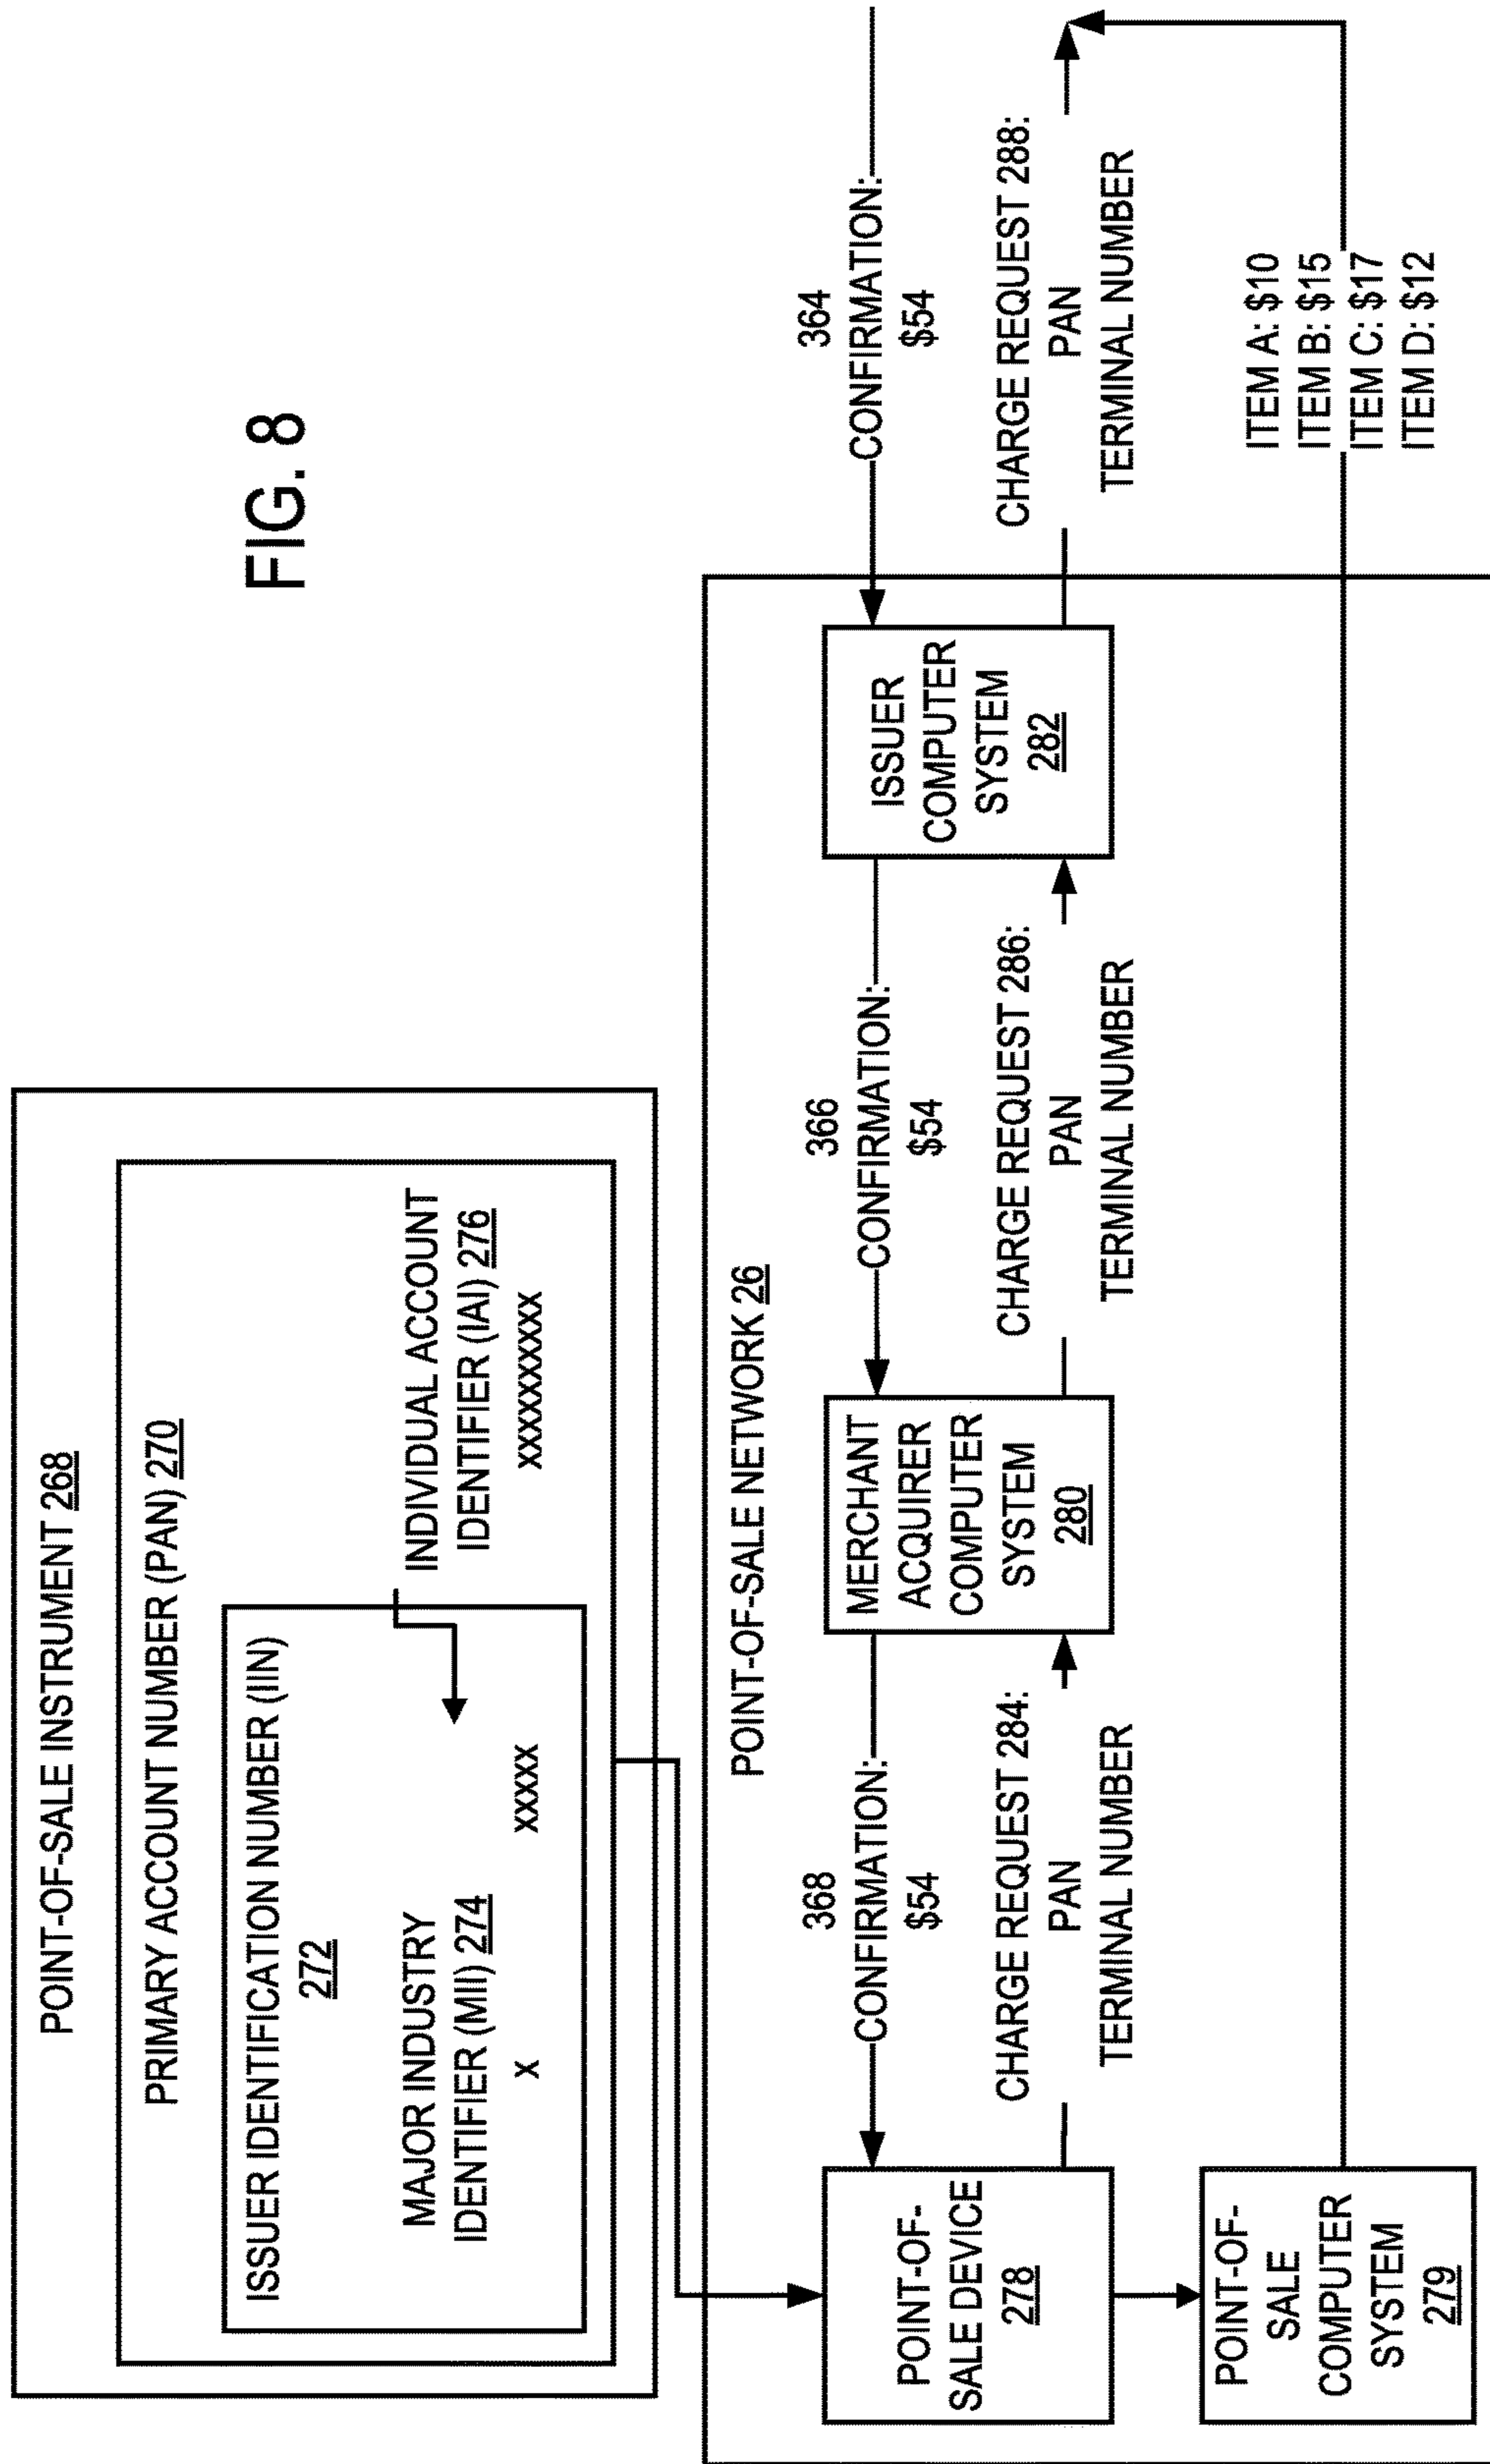 FIG. 8
POINT-OF-SALE INSTRUMENT 268
PRIMARY ACCOUNT NUMBER (PAN) 270
ISSUER IDENTIFICATION NUMBER (IIN)
272
MAJOR INDUSTRY
IDENTIFIER (MII) 274
X
XXXXX
INDIVIDUAL ACCOUNT
IDENTIFIER (IAI) 276
XXXXXXXXX
POINT-OF-SALE NETWORK 26
368
CONFIRMATION:
$54
366
CONFIRMATION:
$54
364
CONFIRMATION:
$54
POINT-OF-
SALE DEVICE
278
CHARGE REQUEST 284:
PAN
TERMINAL NUMBER
MERCHANT
ACQUIRER
COMPUTER
SYSTEM
280
CHARGE REQUEST 286:
PAN
TERMINAL NUMBER
ISSUER
COMPUTER
SYSTEM
282
CHARGE REQUEST 288:
PAN
TERMINAL NUMBER
POINT-OF-
SALE
COMPUTER
SYSTEM
279
ITEM A: $10
ITEM B: $15
ITEM C: $17
ITEM D: $12